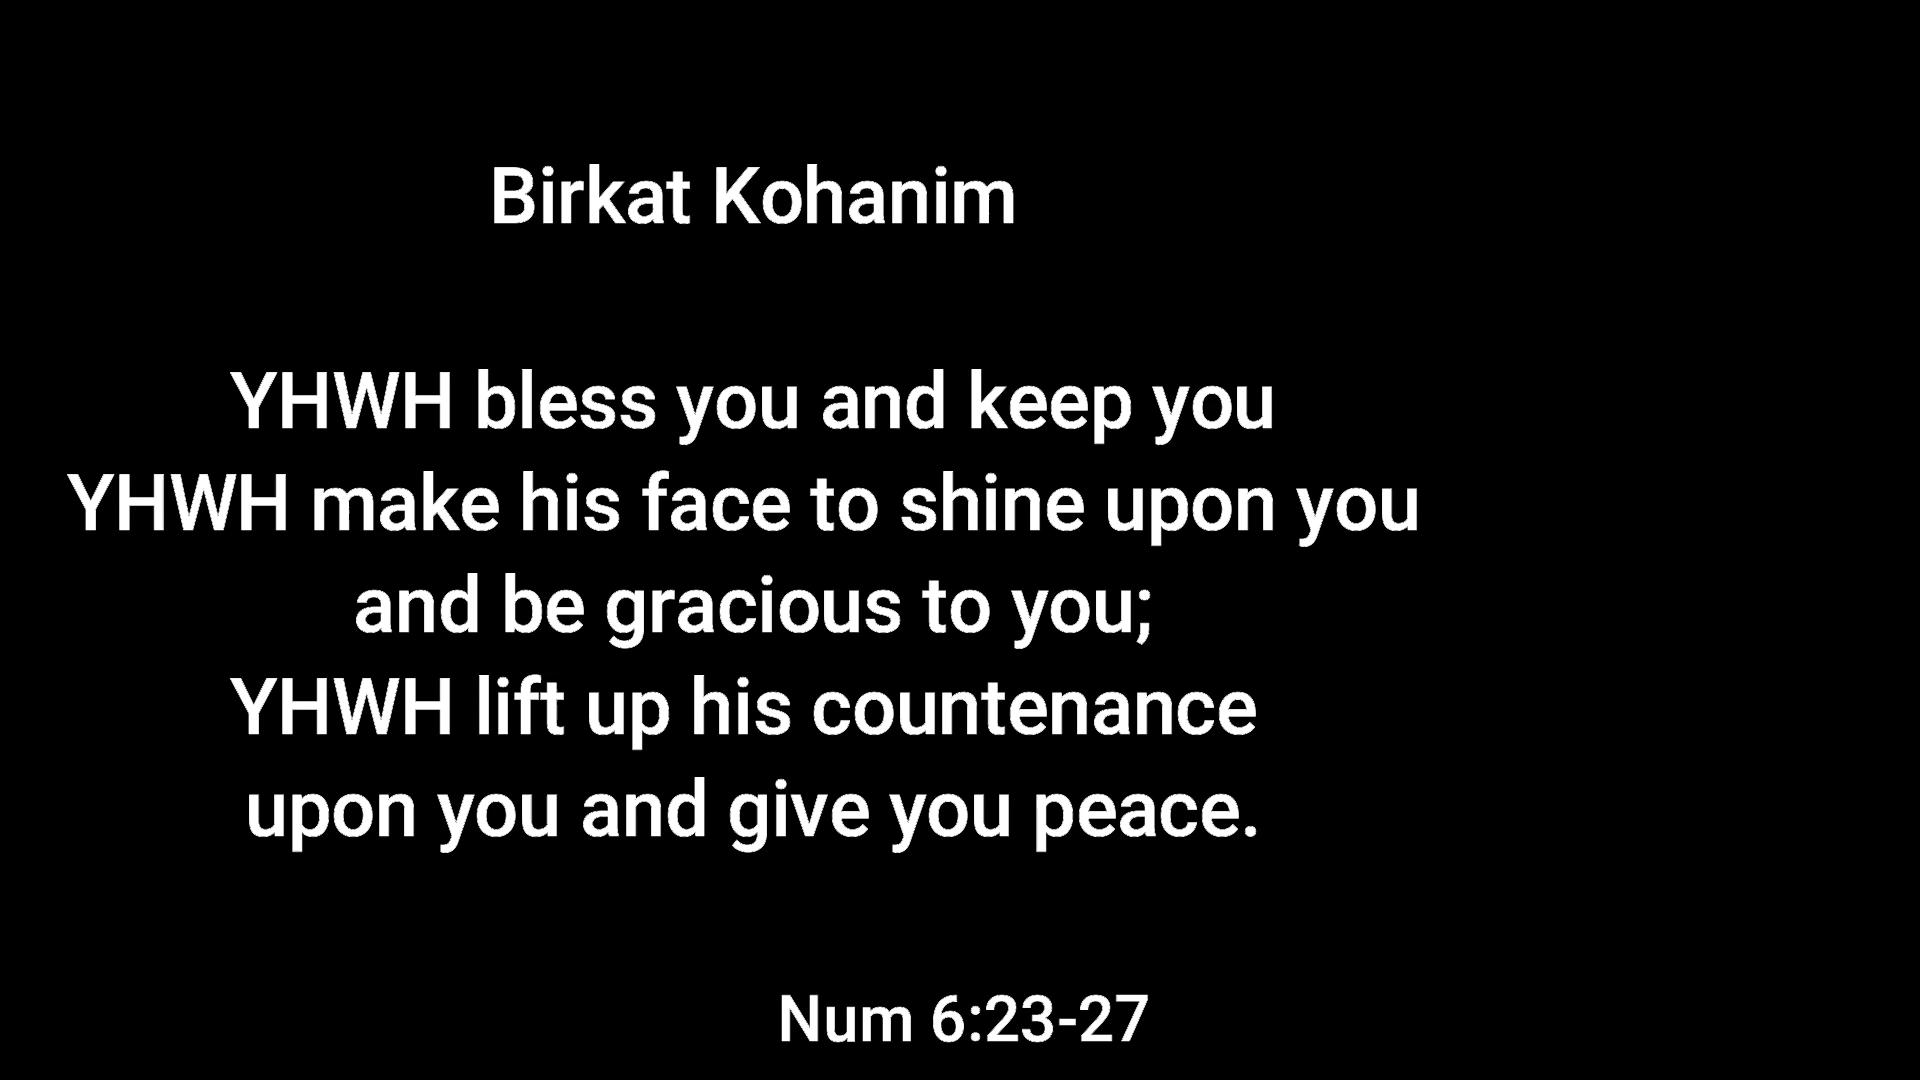 Birkat Kohanim
YHWH bless you and keep you
YHWH make his face to shine upon you
and be gracious to you;
YHWH lift up his countenance
upon you and give you peace.
Num 6:23-27